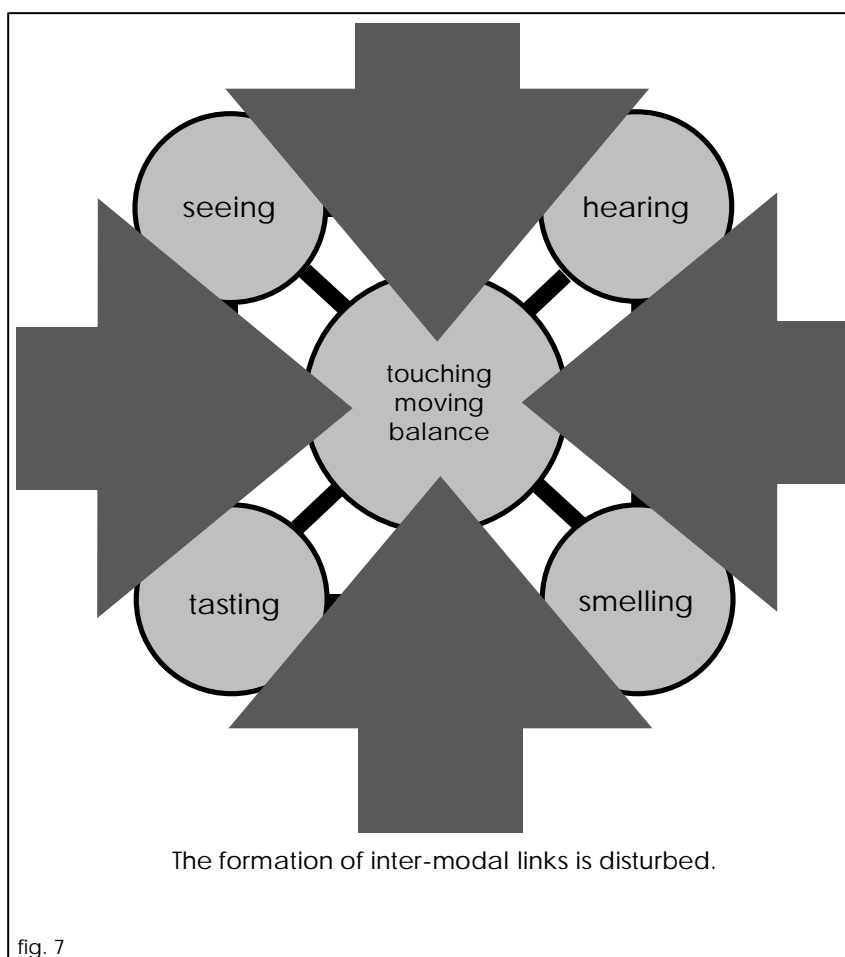 seeing
hearing
touching
moving
balance
tasting
smelling
The formation of inter-modal links is disturbed.
fig. 7